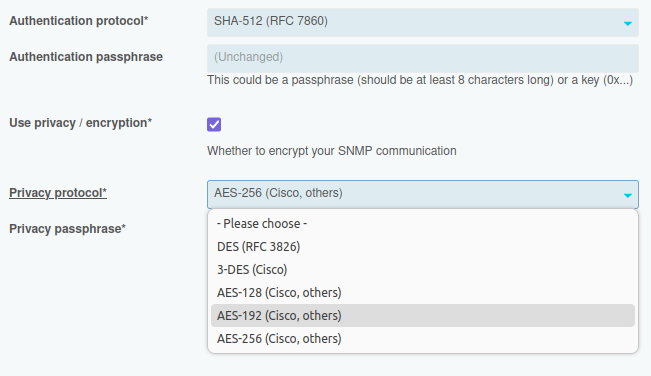 Authentication protocol*
SHA-512 (RFC 7860)
Authentication passphrase
(Unchanged)
This could be a passphrase (should be at least 8 characters long) or a key (0x...)
Use privacy / encryption*
Whether to encrypt your SNMP communication
Privacy protocol*
AES-256 (Cisco, others)
Privacy passphrase*
- Please choose -
DES (RFC 3826)
3-DES (Cisco)
AES-128 (Cisco, others)
AES-192 (Cisco, others)
AES-256 (Cisco, others)